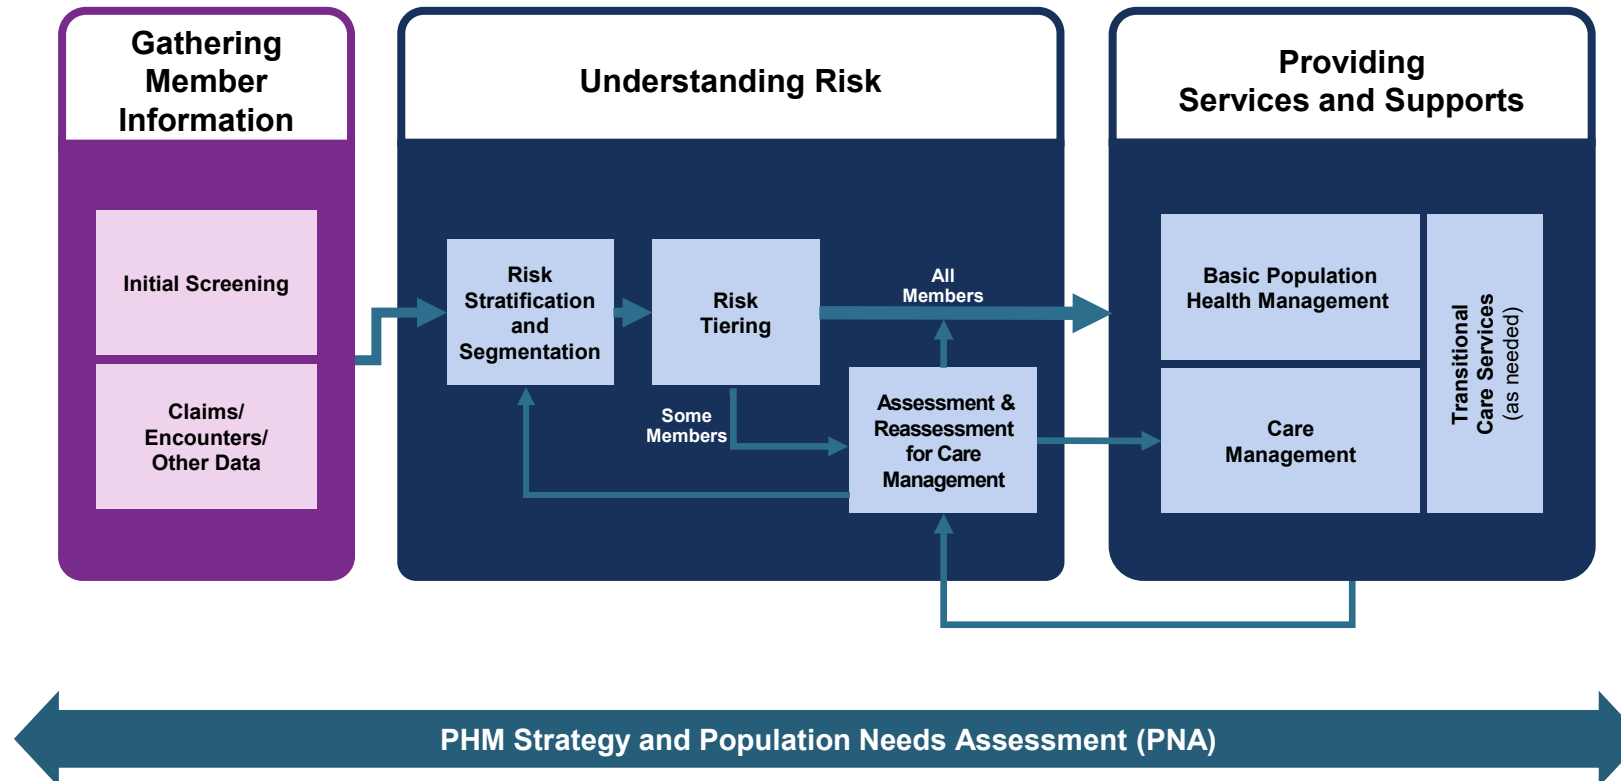 Gathering
Member
Information
Initial Screening
Claims/
Encounters/
Other Data
Understanding Risk
Risk
Stratification
and
Segmentation
Risk
Tiering
All
Members
Some
Members
Assessment &
Reassessment
for Care
Management
Providing
Services and Supports
Basic Population
Health Management
Care
Management
Transitional
Care Services
(as needed)
PHM Strategy and Population Needs Assessment (PNA)